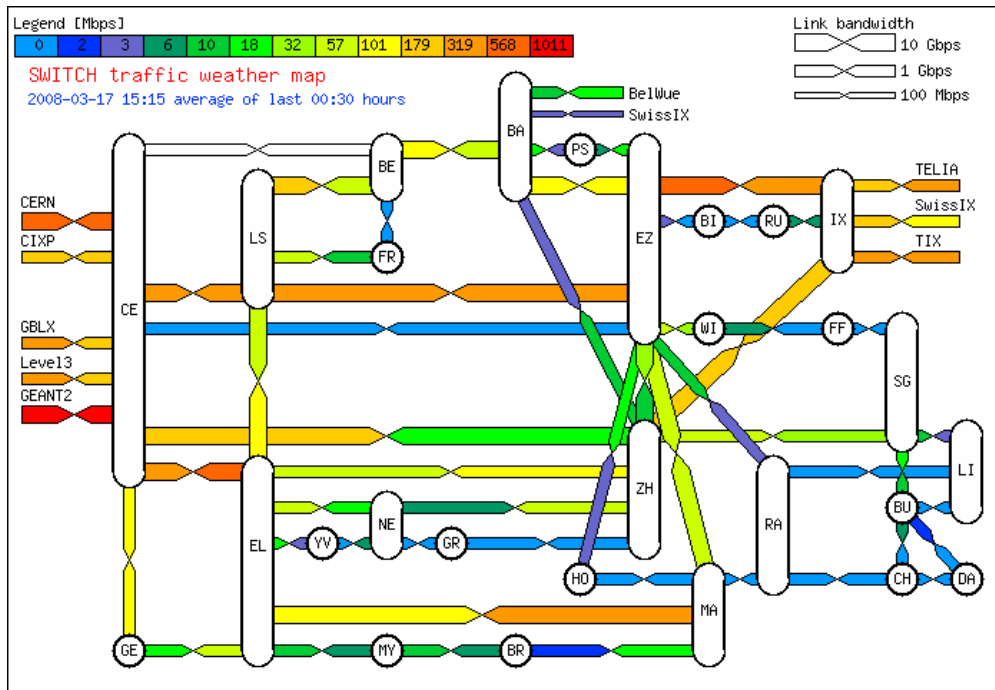 Legend [Mbps]
0 2 3 6 10 18 32 57 101 179 319 568 1011
SWITCH traffic weather map
2008-03-17 15:15 average of last 00:30 hours
Link bandwidth
10 Gbps
1 Gbps
100 Mbps
BelWue
SwissIX
BA
PS
BE
TELIA
CERN
SwissIX
LS
EZ
BI
RU
IX
CIXP
FR
TIX
CE
GBLX
WI
FF
Level3
SG
GEANT2
LI
ZH
RA
BU
NE
EL
YV
GR
HO
CH
DA
MA
GE
MY
BR